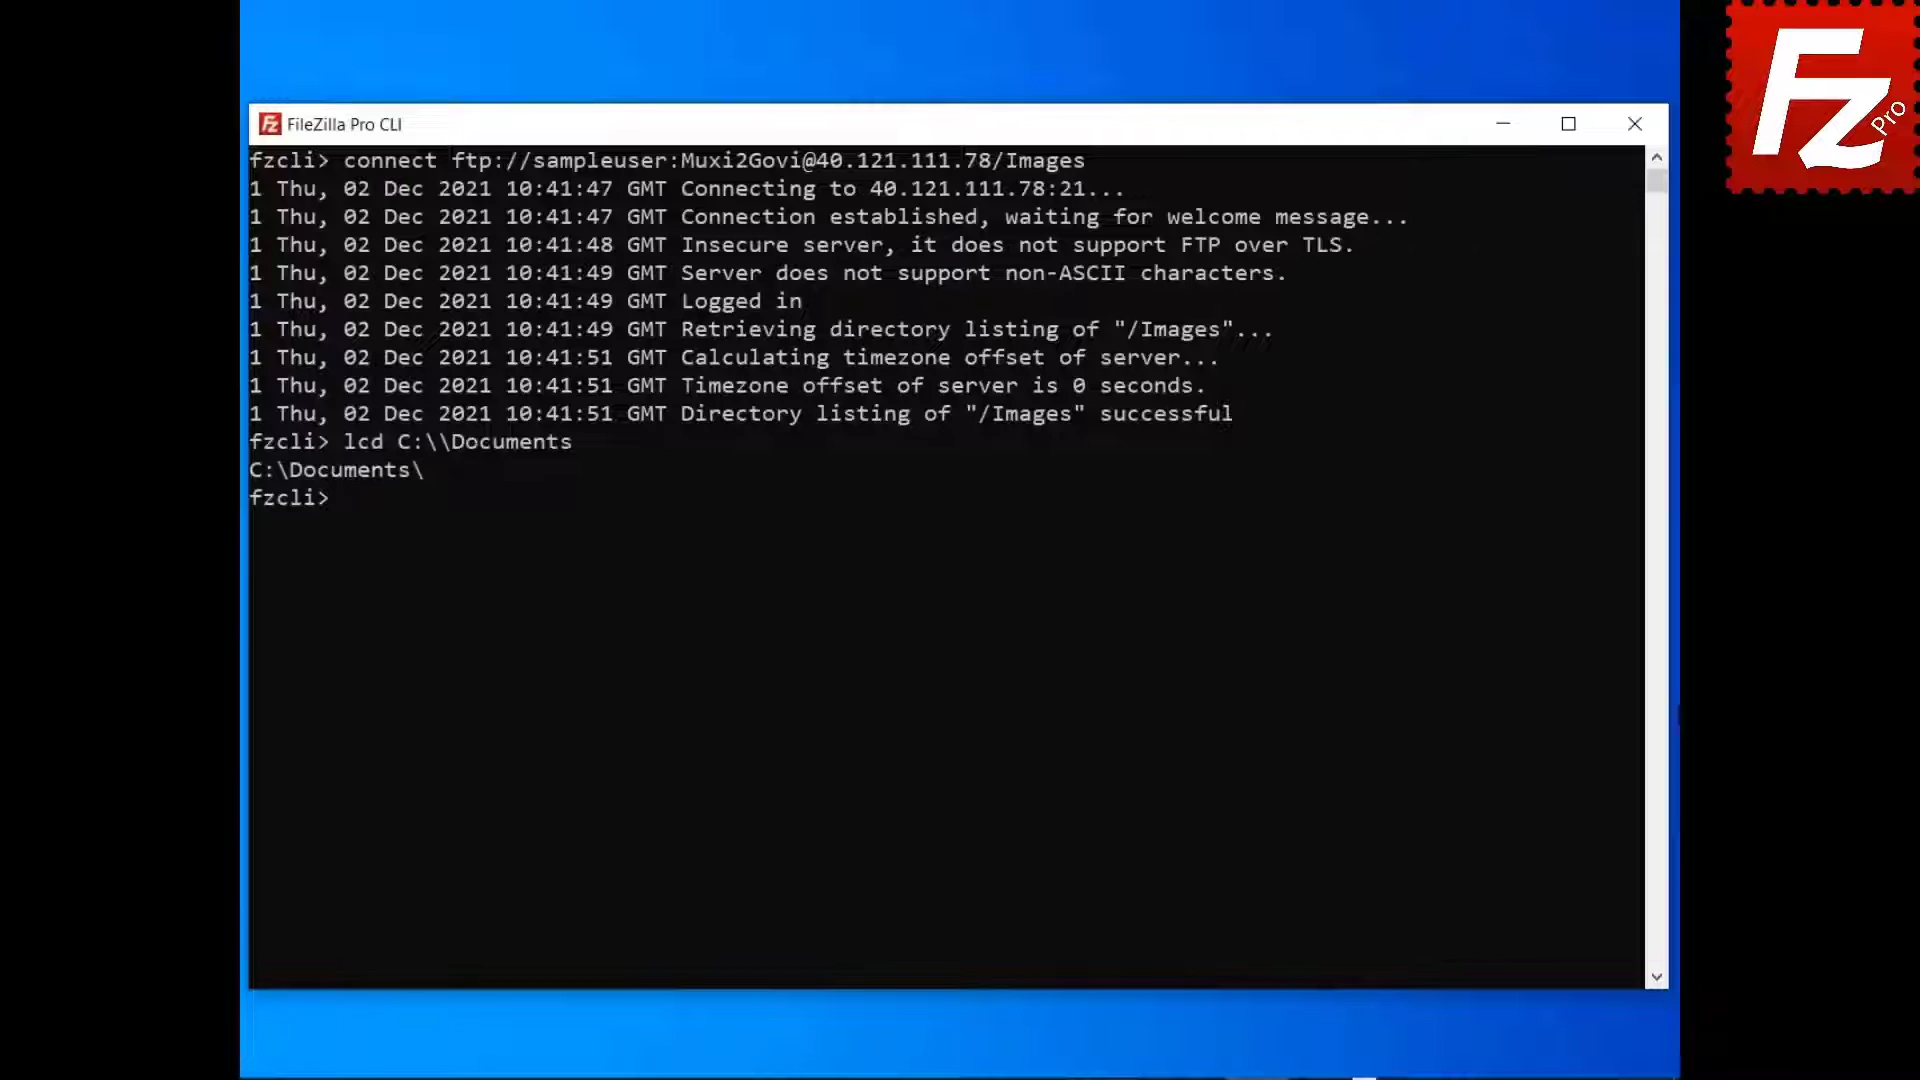 FileZilla Pro CLI
fzcli> connect ftp://sampleuser:Muxi2Govi@40.121.111.78/Images
1 Thu, 02 Dec 2021 10:41:47 GMT Connecting to 40.121.111.78:21...
1 Thu, 02 Dec 2021 10:41:47 GMT Connection established, waiting for welcome message...
1 Thu, 02 Dec 2021 10:41:48 GMT Insecure server, it does not support FTP over TLS.
1 Thu, 02 Dec 2021 10:41:49 GMT Server does not support non-ASCII characters.
1 Thu, 02 Dec 2021 10:41:49 GMT Logged in
1 Thu, 02 Dec 2021 10:41:49 GMT Retrieving directory listing of "/Images"...
1 Thu, 02 Dec 2021 10:41:51 GMT Calculating timezone offset of server...
1 Thu, 02 Dec 2021 10:41:51 GMT Timezone offset of server is 0 seconds.
1 Thu, 02 Dec 2021 10:41:51 GMT Directory listing of "/Images" successful
fzcli> lcd C:\\Documents
C:\Documents\
fzcli>
Fz Pro